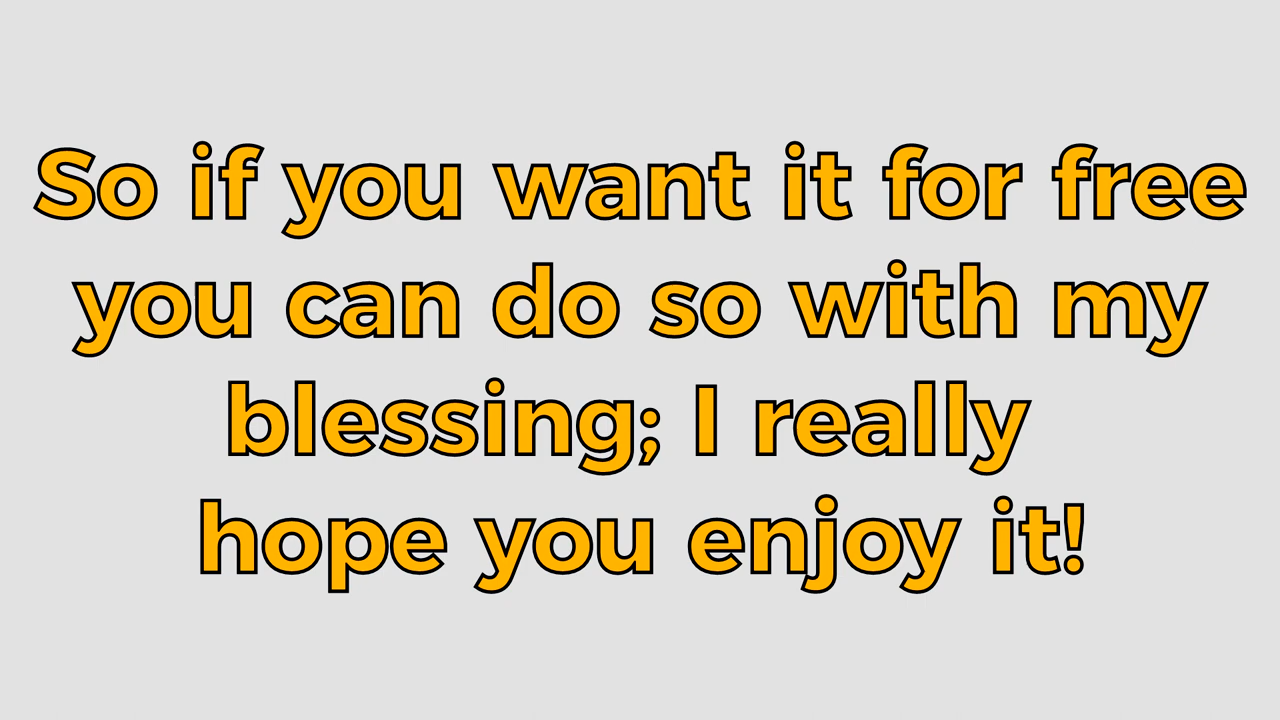 So if you want it for free
you can do so with my
blessing; I really
hope you enjoy it!